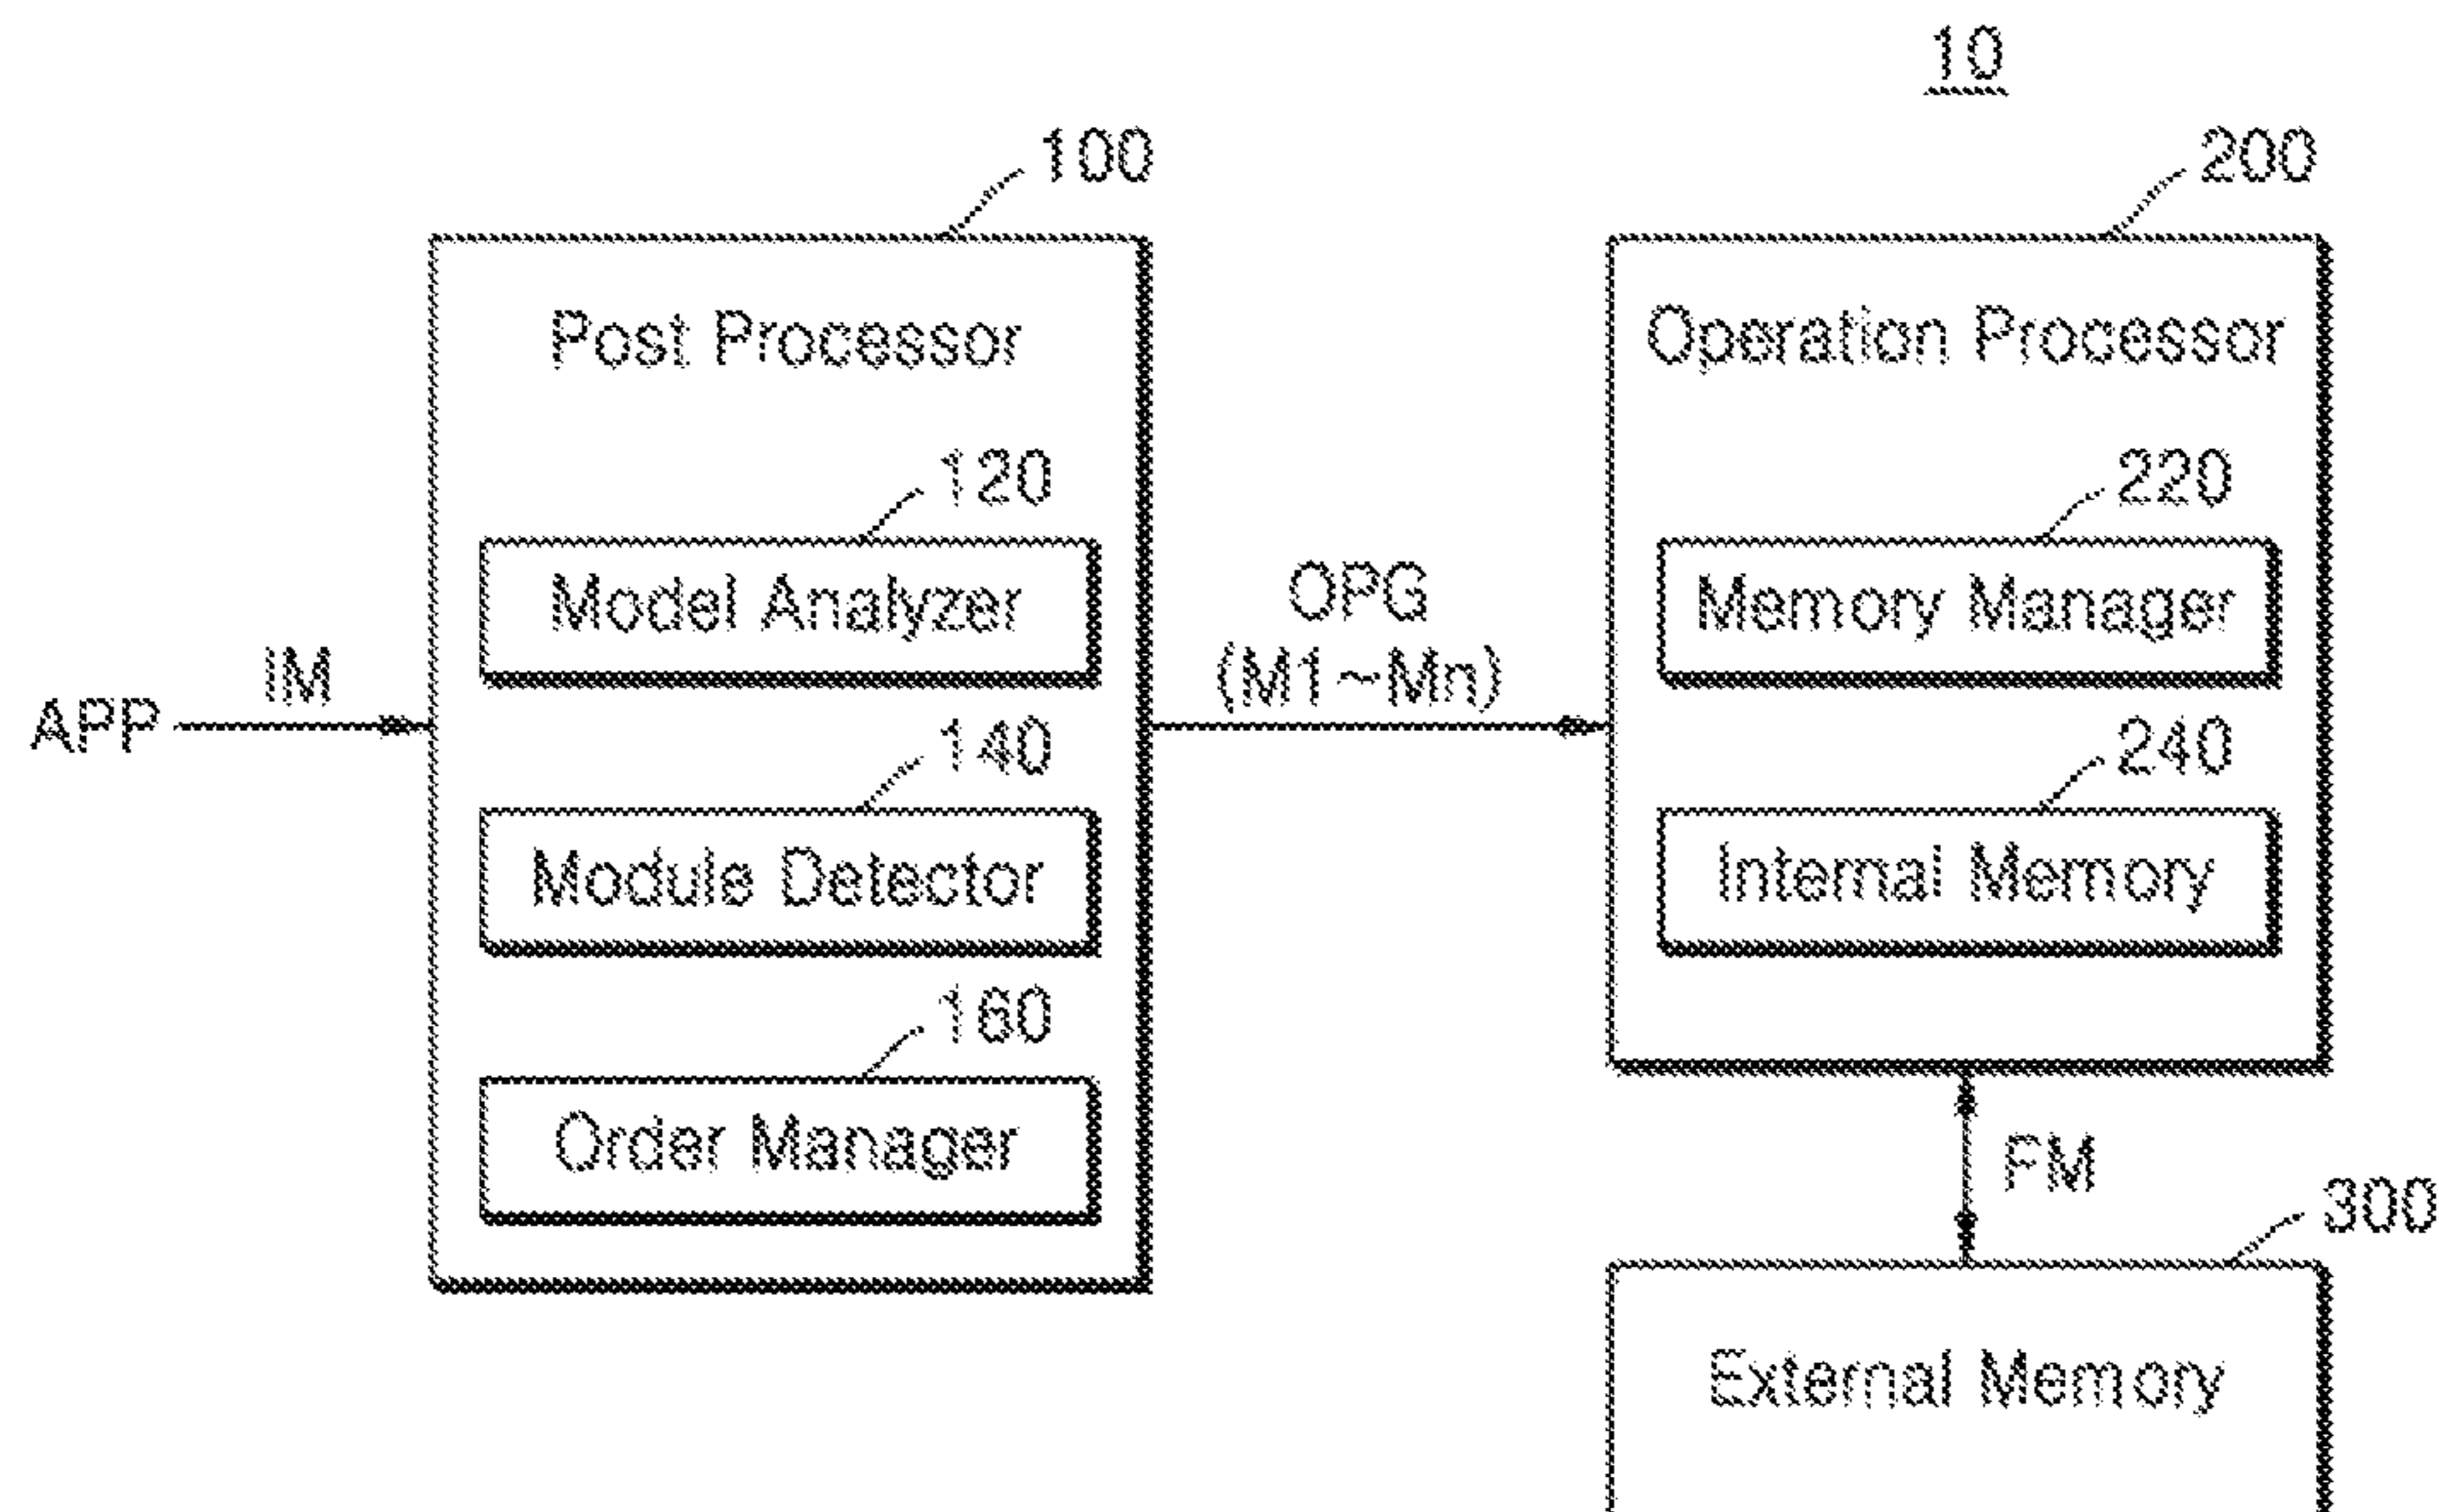 10
100
200
Post Processor
Operation Processor
120
220
Model Analyzer
Memory Manager
OPG
(M1~Mn)
IM
APP
140
240
Module Detector
Internal Memory
160
Order Manager
FM
300
External Memory